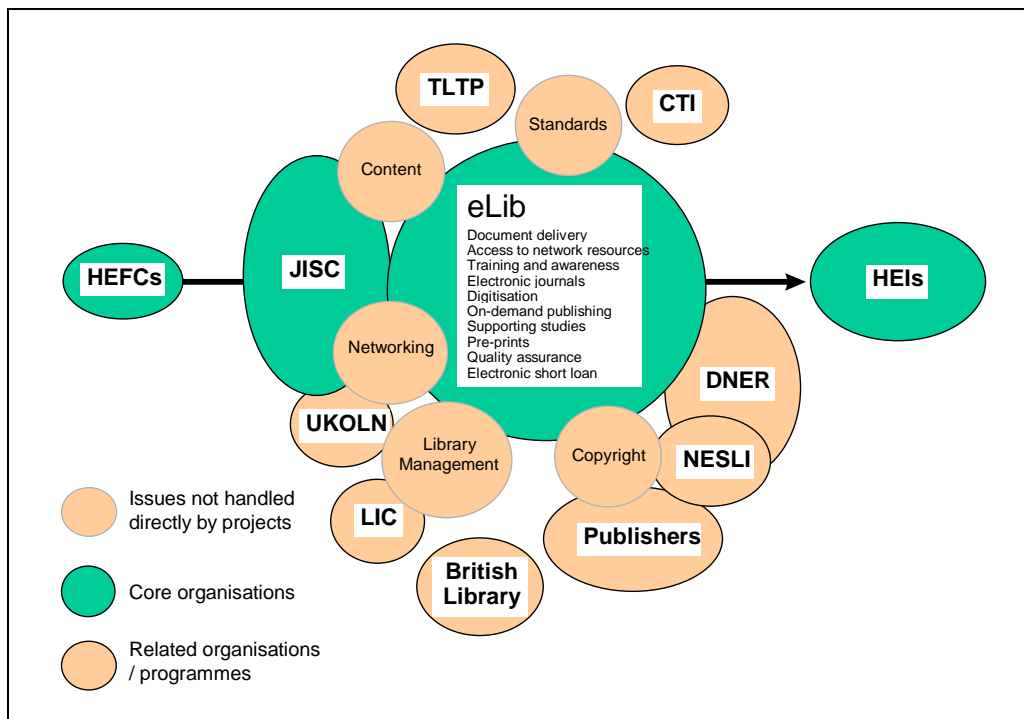 TLTP
CTI
Standards
Content
eLib
Document delivery
Access to network resources
Training and awareness
Electronic journals
Digitisation
On-demand publishing
Supporting studies
Pre-prints
Quality assurance
Electronic short loan
HEFCs
JISC
HEIs
Networking
DNER
UKOLN
Library
Management
Copyright
NESLI
LIC
Publishers
British
Library
Issues not handled
directly by projects
Core organisations
Related organisations
/ programmes